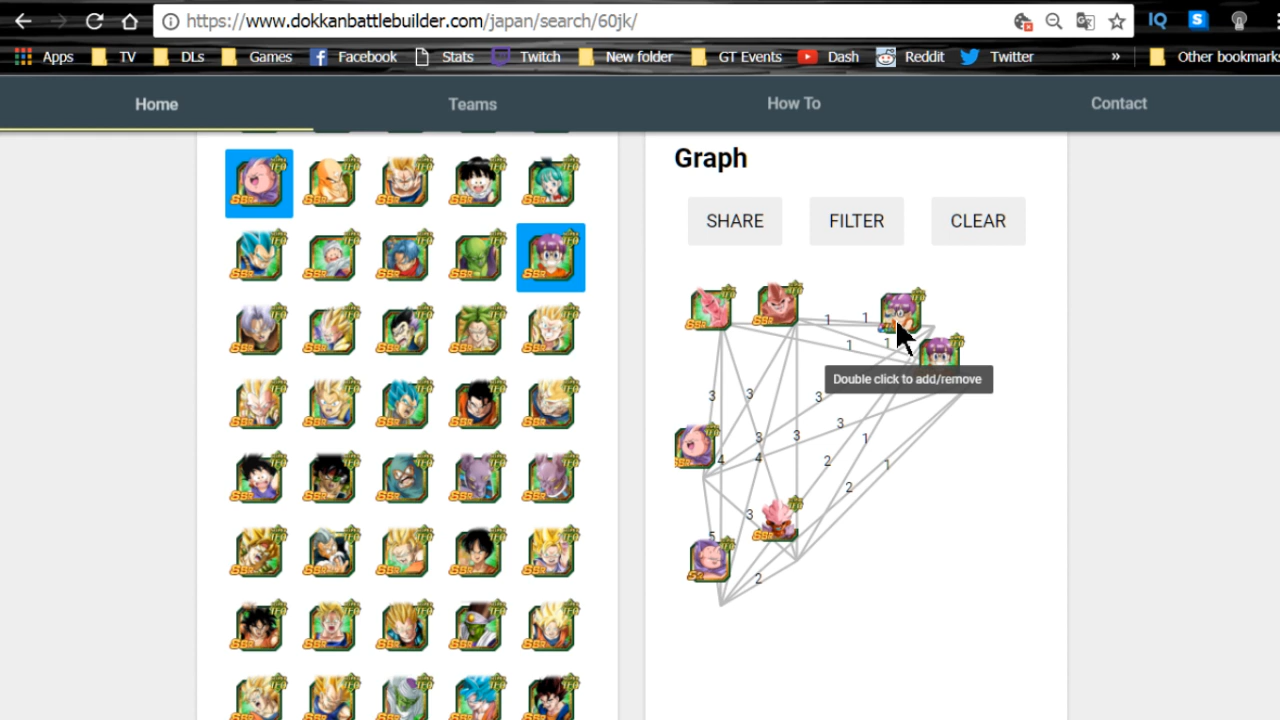 https://www.dokkanbattlebuilder.com/japan/search/60jk/
IQ
S
Apps TV DLs Games Facebook Stats Twitch New folder GT Events Dash Reddit Twitter » Other bookmarks
Home Teams How To Contact
Graph
SHARE FILTER CLEAR
1 1
1 1
Double click to add/remove
3 3 3
3
3 3 1
4 4 2 1
2
3
5
2